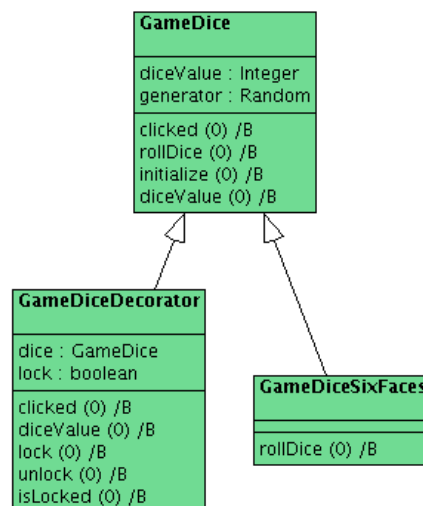 GameDice
diceValue : Integer
generator : Random
clicked (0) /B
rollDice (0) /B
initialize (0) /B
diceValue (0) /B
GameDiceDecorator
dice : GameDice
lock : boolean
clicked (0) /B
diceValue (0) /B
lock (0) /B
unlock (0) /B
isLocked (0) /B
GameDiceSixFaces
rollDice (0) /B